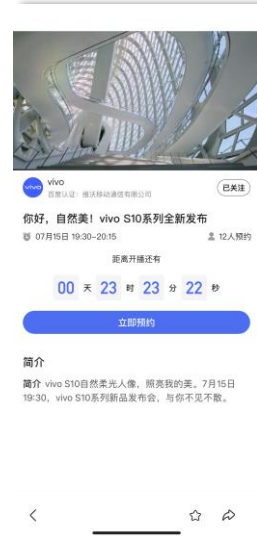 vivo
vivo
百度认证：维沃移动通信有限公司
已关注
你好，自然美！vivo S10系列全新发布
07月15日 19:30-20:15
12人预约
距离开播还有
00 天 23 时 23 分 22 秒
立即预约
简介
简介 vivo S10自然柔光人像，照亮我的美。7月15日
19:30，vivo S10系列新品发布会，与你不见不散。